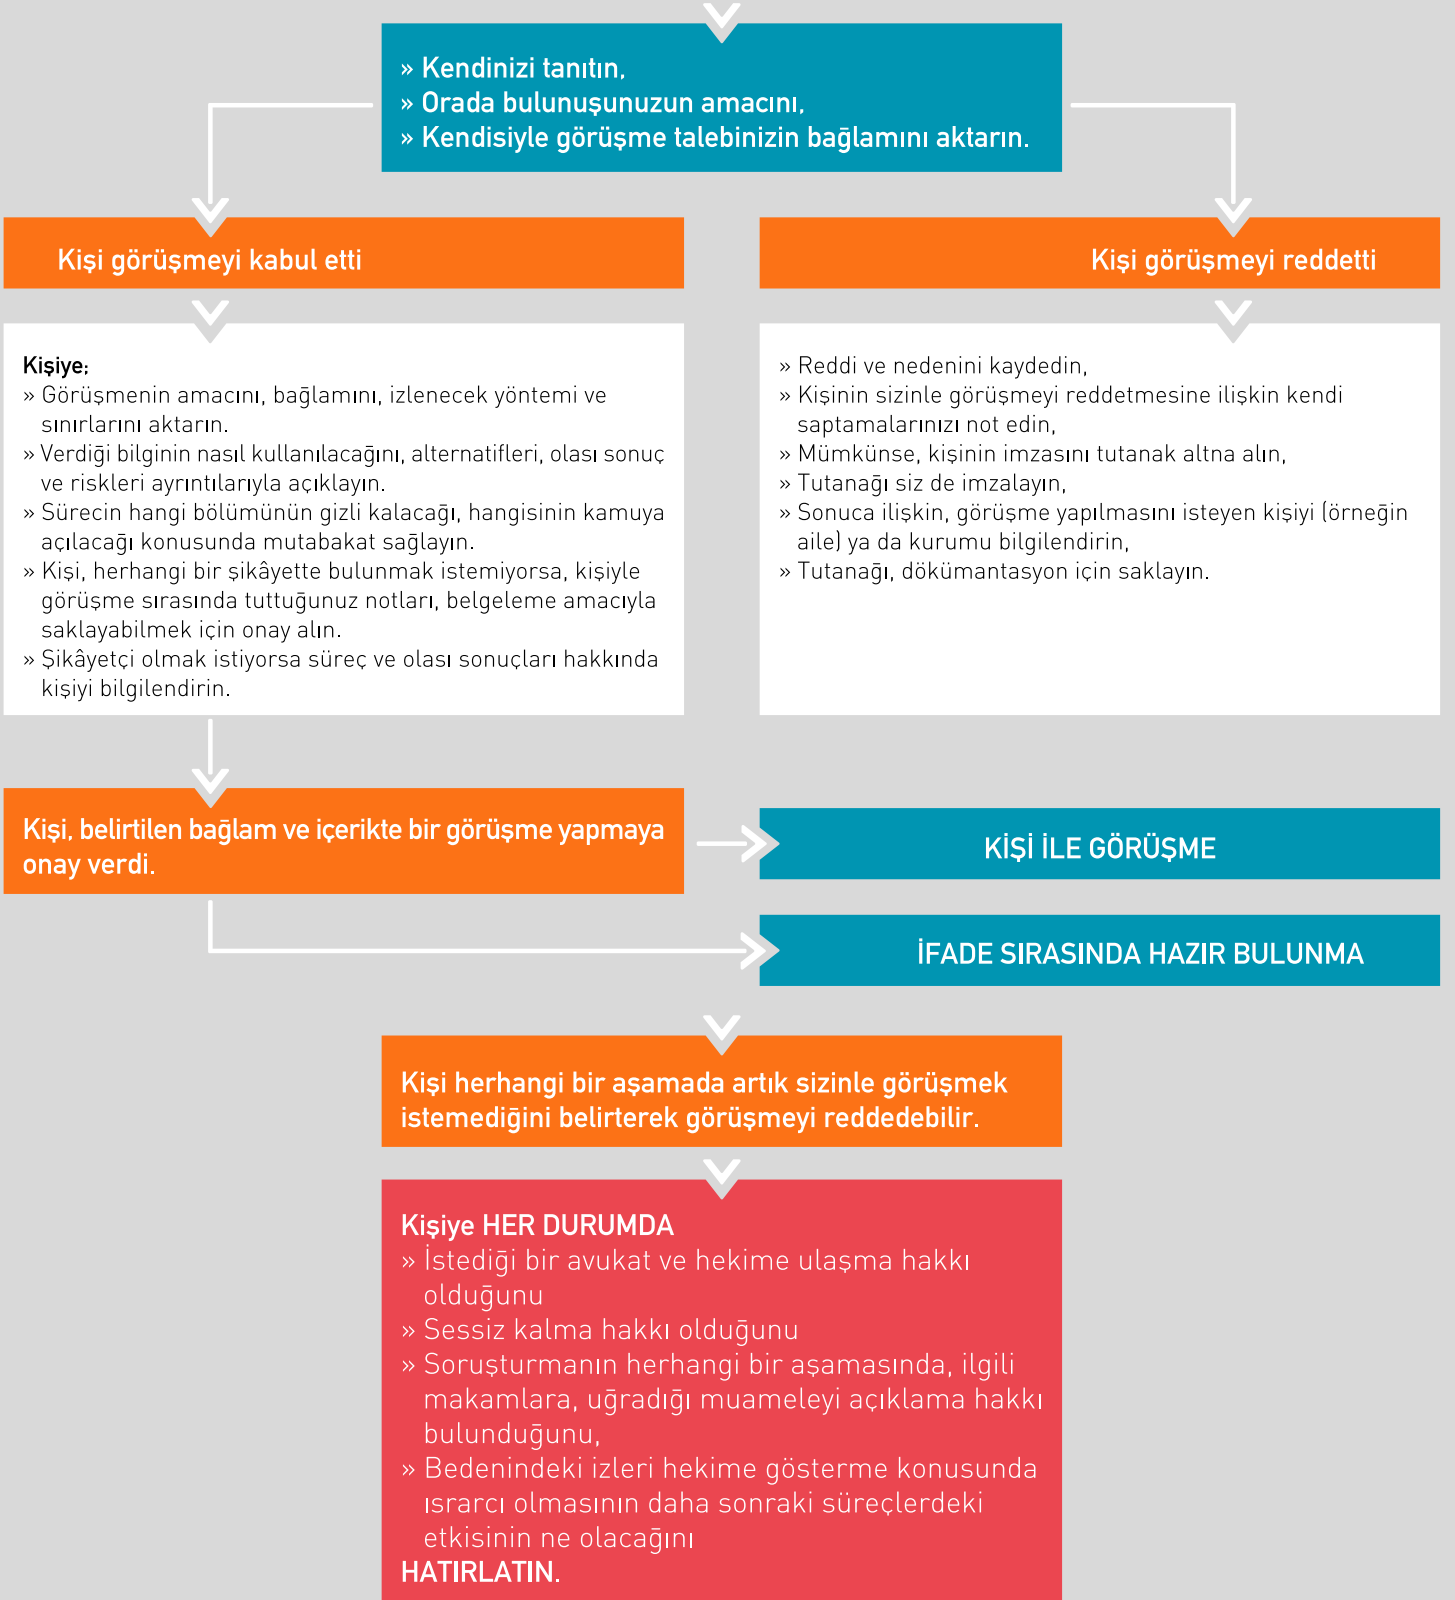 » Kendinizi tanıtın,
» Orada bulunuşunuzun amacını,
» Kendisiyle görüşme talebinizin bağlamını aktarın.
Kişi görüşmeyi kabul etti
Kişiye;
» Görüşmenin amacını, bağlamını, izlenecek yöntemi ve
sınırlarını aktarın.
» Verdiği bilginin nasıl kullanılacağını, alternatifleri, olası sonuç
ve riskleri ayrıntılarıyla açıklayın.
» Sürecin hangi bölümünün gizli kalacağı, hangisinin kamuya
açılacağı konusunda mutabakat sağlayın.
» Kişi, herhangi bir şikâyette bulunmak istemiyorsa, kişiyle
görüşme sırasında tuttuğunuz notları, belgeleme amacıyla
saklayabilmek için onay alın.
» Şikâyetçi olmak istiyorsa süreç ve olası sonuçları hakkında
kişiyi bilgilendirin.
Kişi görüşmeyi reddetti
» Reddi ve nedenini kaydedin,
» Kişinin sizinle görüşmeyi reddetmesine ilişkin kendi
saptamalarınızı not edin,
» Mümkünse, kişinin imzasını tutanak altna alın,
» Tutanağı siz de imzalayın,
» Sonuca ilişkin, görüşme yapılmasını isteyen kişiyi (örneğin
aile) ya da kurumu bilgilendirin,
» Tutanağı, dökümantasyon için saklayın.
Kişi, belirtilen bağlam ve içerikte bir görüşme yapmaya
onay verdi.
KİŞİ İLE GÖRÜŞME
İFADE SIRASINDA HAZIR BULUNMA
Kişi herhangi bir aşamada artık sizinle görüşmek
istemediğini belirterek görüşmeyi reddedebilir.
Kişiye HER DURUMDA
» İstediği bir avukat ve hekime ulaşma hakkı
olduğunu
» Sessiz kalma hakkı olduğunu
» Soruşturmanın herhangi bir aşamasında, ilgili
makamlara, uğradığı muameleyi açıklama hakkı
bulunduğunu,
» Bedenindeki izleri hekime gösterme konusunda
ısrarcı olmasının daha sonraki süreçlerdeki
etkisinin ne olacağını
HATIRLATIN.